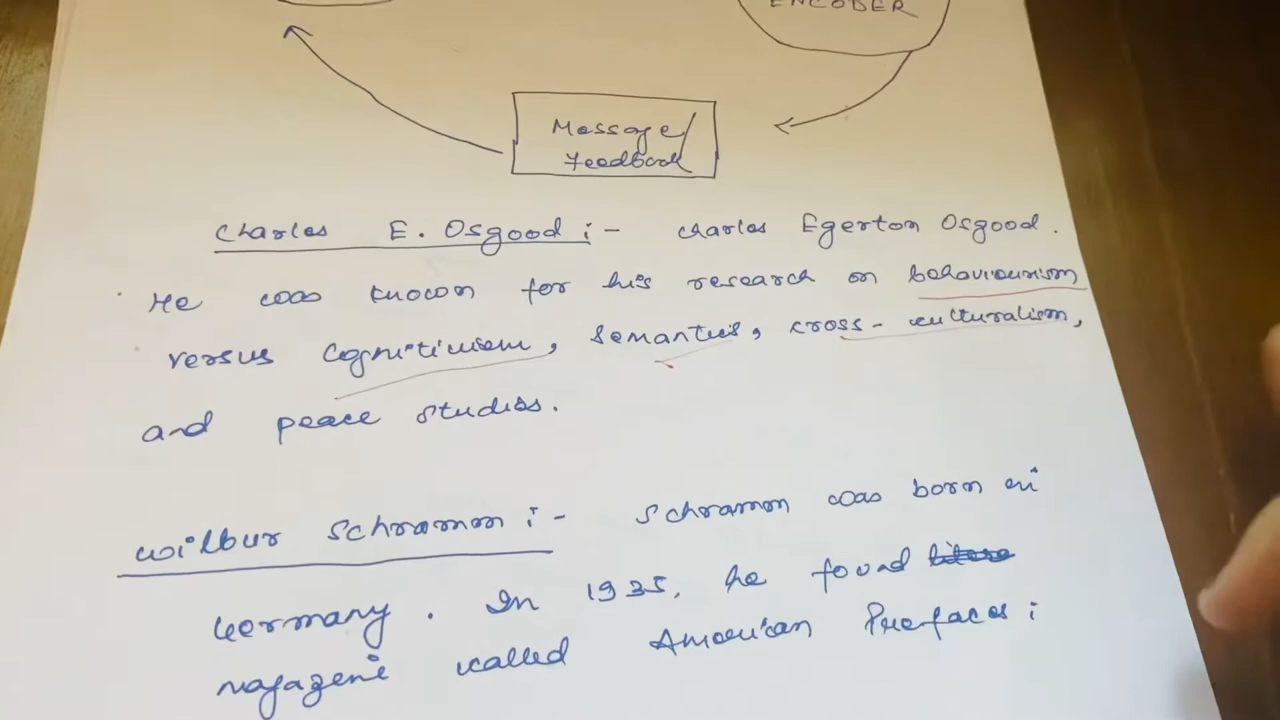 ENCODER
Message/
Feedback
Charles E. Osgood :- Charles Egerton Osgood.
He was known for his research on behaviourism
versus Cognitivism, Semantics, cross-culturalism,
and peace studies.
Wilbur Schramm :- Schramm was born in
Germany. In 1935, he found
magazine called American Prefaces :